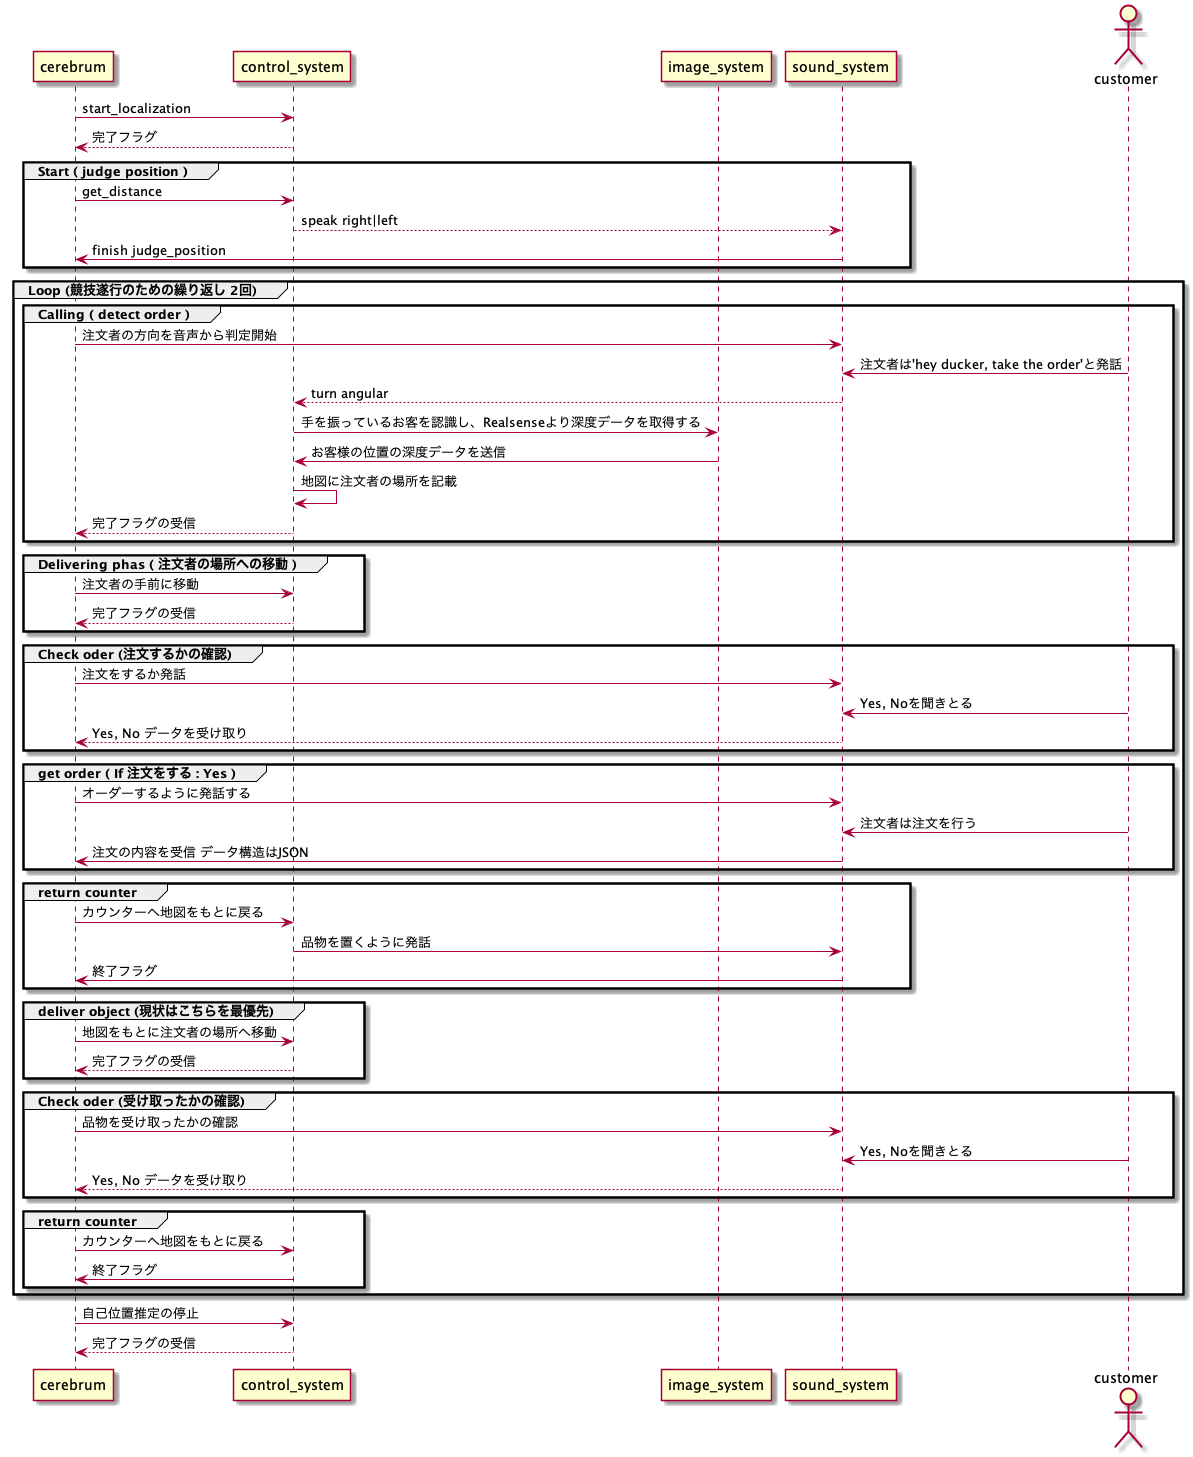 customer
cerebrum
control_system
image_system
sound_system
start_localization
完了フラグ
Start ( judge position )
get_distance
speak right|left
finish judge_position
Loop (競技遂行のための繰り返し 2回)
Calling ( detect order )
注文者の方向を音声から判定開始
注文者は'hey ducker, take the order'と発話
turn angular
手を振っているお客を認識し、Realsenseより深度データを取得する
お客様の位置の深度データを送信
地図に注文者の場所を記載
完了フラグの受信
Delivering phas ( 注文者の場所への移動 )
注文者の手前に移動
完了フラグの受信
Check oder (注文するかの確認)
注文をするか発話
Yes, Noを聞きとる
Yes, No データを受け取り
get order ( If 注文をする : Yes )
オーダーするように発話する
注文者は注文を行う
注文の内容を受信 データ構造はJSON
return counter
カウンターへ地図をもとに戻る
品物を置くように発話
終了フラグ
deliver object (現状はこちらを最優先)
地図をもとに注文者の場所へ移動
完了フラグの受信
Check oder (受け取ったかの確認)
品物を受け取ったかの確認
Yes, Noを聞きとる
Yes, No データを受け取り
return counter
カウンターへ地図をもとに戻る
終了フラグ
自己位置推定の停止
完了フラグの受信
cerebrum
control_system
image_system
sound_system
customer